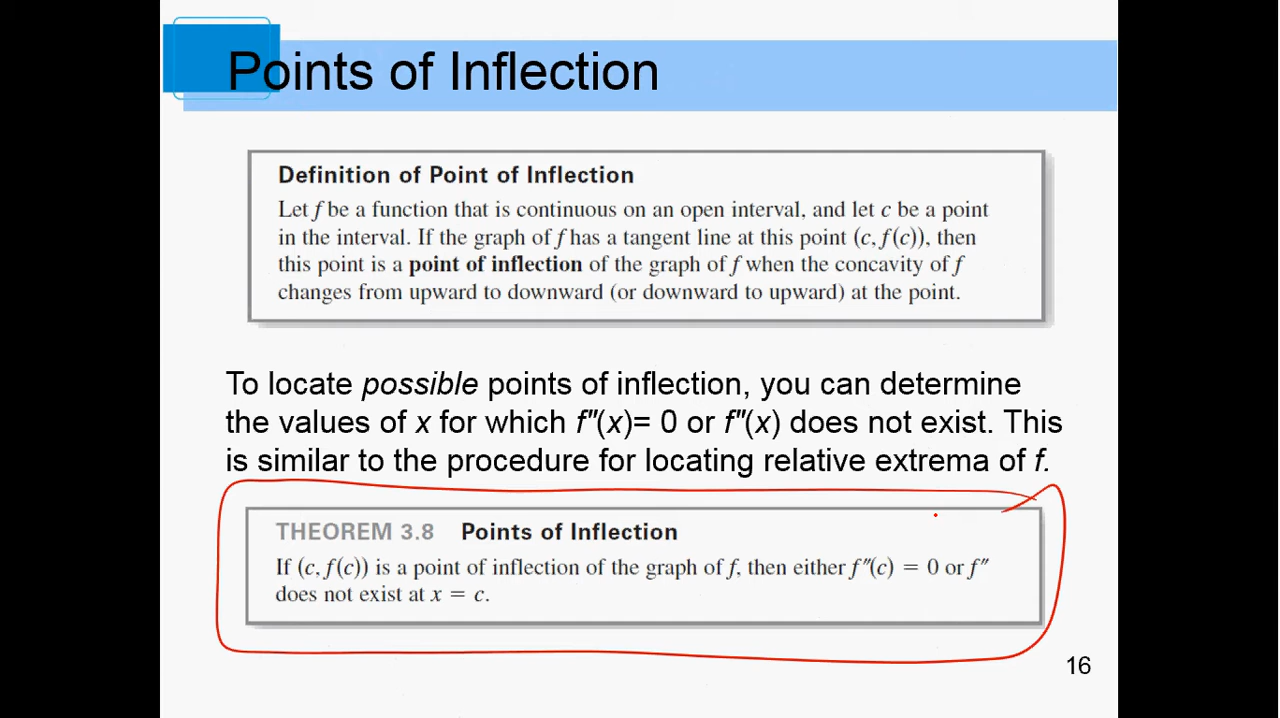 Points of Inflection
Definition of Point of Inflection
Let f be a function that is continuous on an open interval, and let c be a point
in the interval. If the graph of f has a tangent line at this point (c, f(c)), then
this point is a point of inflection of the graph of f when the concavity of f
changes from upward to downward (or downward to upward) at the point.
To locate possible points of inflection, you can determine
the values of x for which f″(x)= 0 or f″(x) does not exist. This
is similar to the procedure for locating relative extrema of f.
THEOREM 3.8 Points of Inflection
If (c, f(c)) is a point of inflection of the graph of f, then either f″(c) = 0 or f″
does not exist at x = c.
16